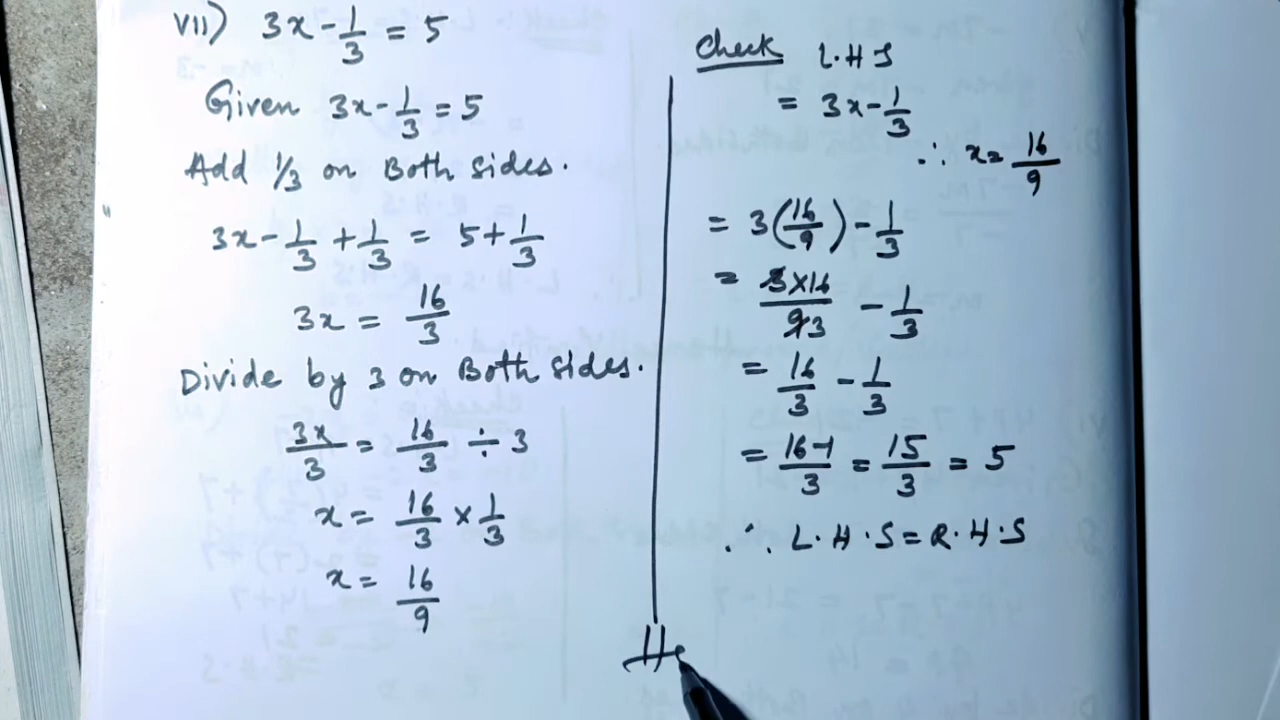 VII) 3x - 1/3 = 5
Given 3x - 1/3 = 5
Add 1/3 on Both sides.
3x - 1/3 + 1/3 = 5 + 1/3
3x = 16/3
Divide by 3 on Both sides.
3x/3 = 16/3 ÷ 3
x = 16/3 × 1/3
x = 16/9
Check L.H.S
= 3x - 1/3
∴ x = 16/9
= 3(16/9) - 1/3
= 3×16/9 3 - 1/3
= 16/3 - 1/3
= 16-1/3 = 15/3 = 5
∴ L.H.S = R.H.S
He